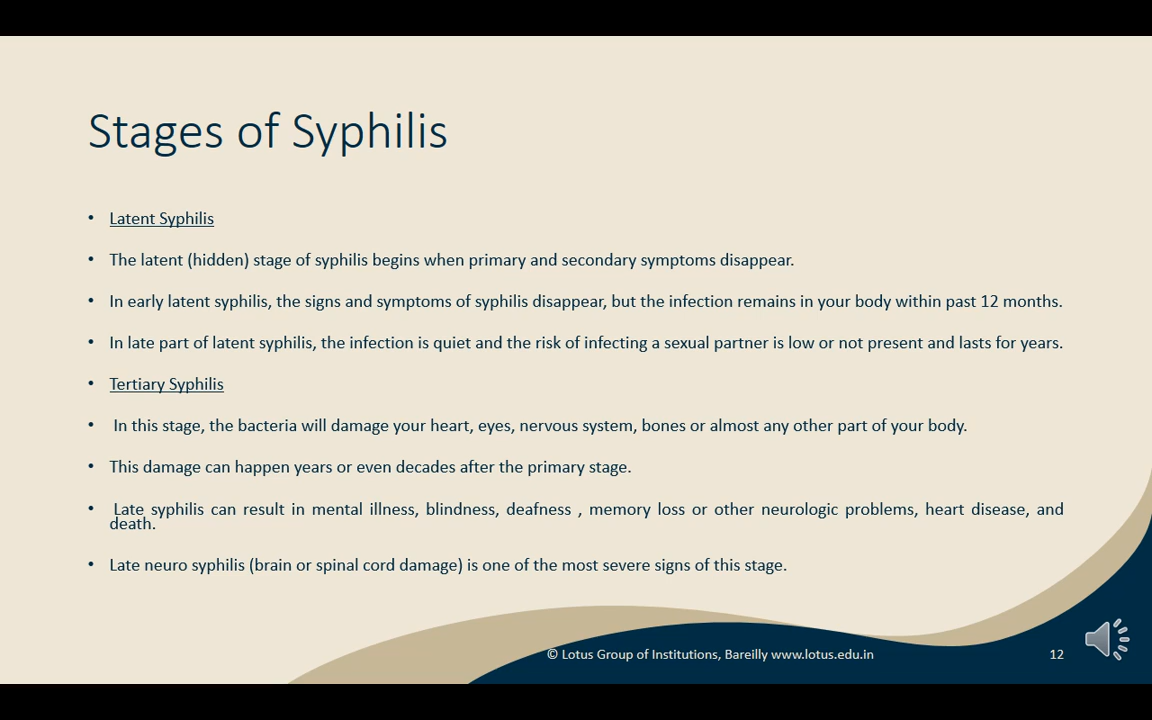 Stages of Syphilis
• Latent Syphilis
• The latent (hidden) stage of syphilis begins when primary and secondary symptoms disappear.
• In early latent syphilis, the signs and symptoms of syphilis disappear, but the infection remains in your body within past 12 months.
• In late part of latent syphilis, the infection is quiet and the risk of infecting a sexual partner is low or not present and lasts for years.
• Tertiary Syphilis
• In this stage, the bacteria will damage your heart, eyes, nervous system, bones or almost any other part of your body.
• This damage can happen years or even decades after the primary stage.
• Late syphilis can result in mental illness, blindness, deafness , memory loss or other neurologic problems, heart disease, and
death.
• Late neuro syphilis (brain or spinal cord damage) is one of the most severe signs of this stage.
© Lotus Group of Institutions, Bareilly www.lotus.edu.in
12